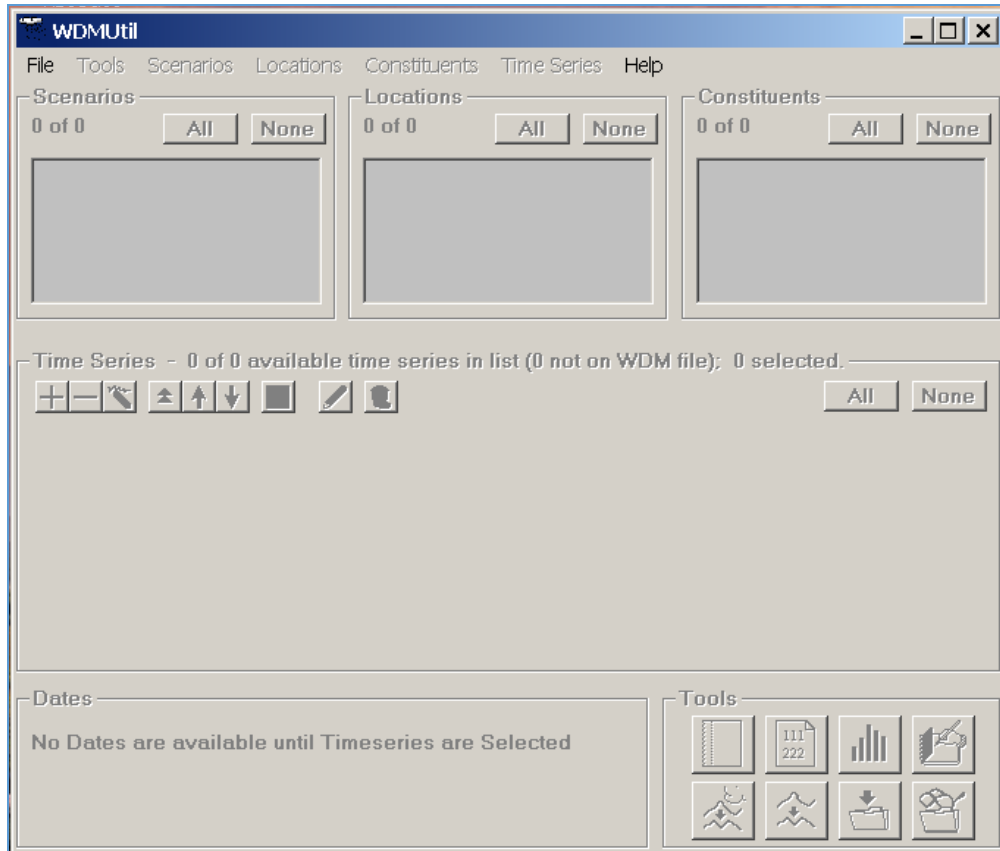 WDMUtil
File Tools Scenarios Locations Constituents Time Series Help
Scenarios Locations Constituents
0 of 0 All None 0 of 0 All None 0 of 0 All None
Time Series - 0 of 0 available time series in list (0 not on WDM file); 0 selected.
All None
Dates Tools
No Dates are available until Timeseries are Selected
111
222